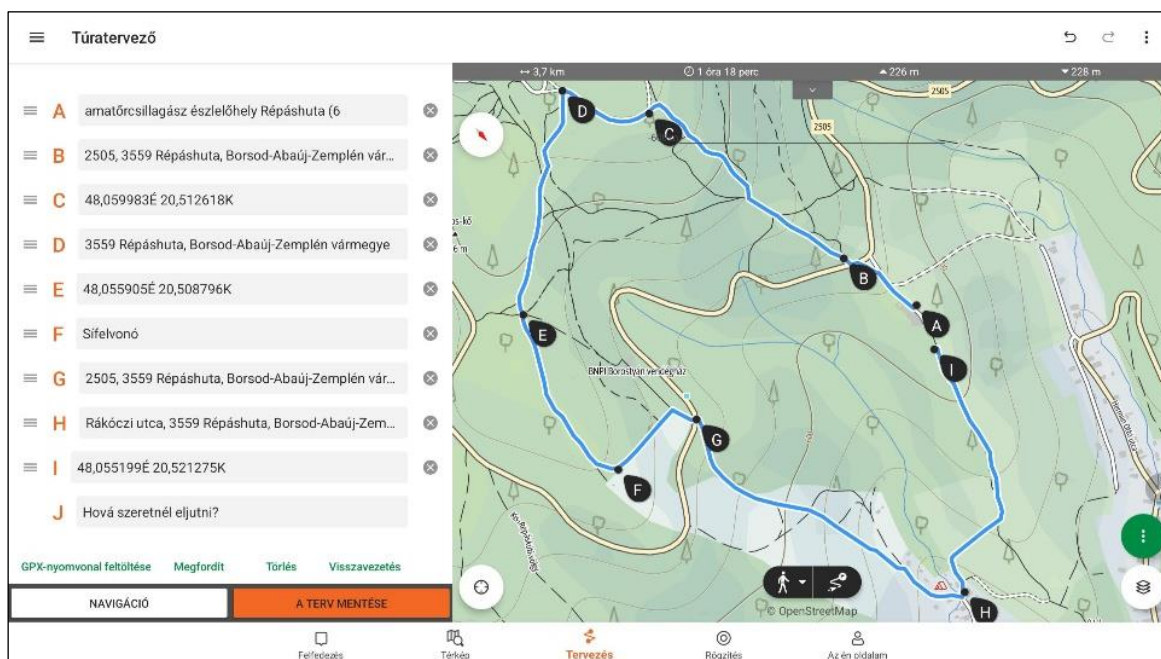 Túratervező
A amatőrcsillagász észlelőhely Répáshuta (6
B 2505, 3559 Répáshuta, Borsod-Abaúj-Zemplén vár...
C 48,059983É 20,512618K
D 3559 Répáshuta, Borsod-Abaúj-Zemplén vármegye
E 48,055905É 20,508796K
F Sífelvonó
G 2505, 3559 Répáshuta, Borsod-Abaúj-Zemplén vár...
H Rákóczi utca, 3559 Répáshuta, Borsod-Abaúj-Zem...
I 48,055199É 20,521275K
J Hová szeretnél eljutni?
GPX-nyomvonal feltöltése Megfordít Törlés Visszavezetés
NAVIGÁCIÓ A TERV MENTÉSE
3,7 km 1 óra 18 perc 226 m 228 m
2505
D
C
2505
B
A
E
I
BNPI Borostyán vendégház
G
F
Herman Ottó utca
H
© OpenStreetMap
Felfedezés Térkép Tervezés Rögzítés Az én oldalam